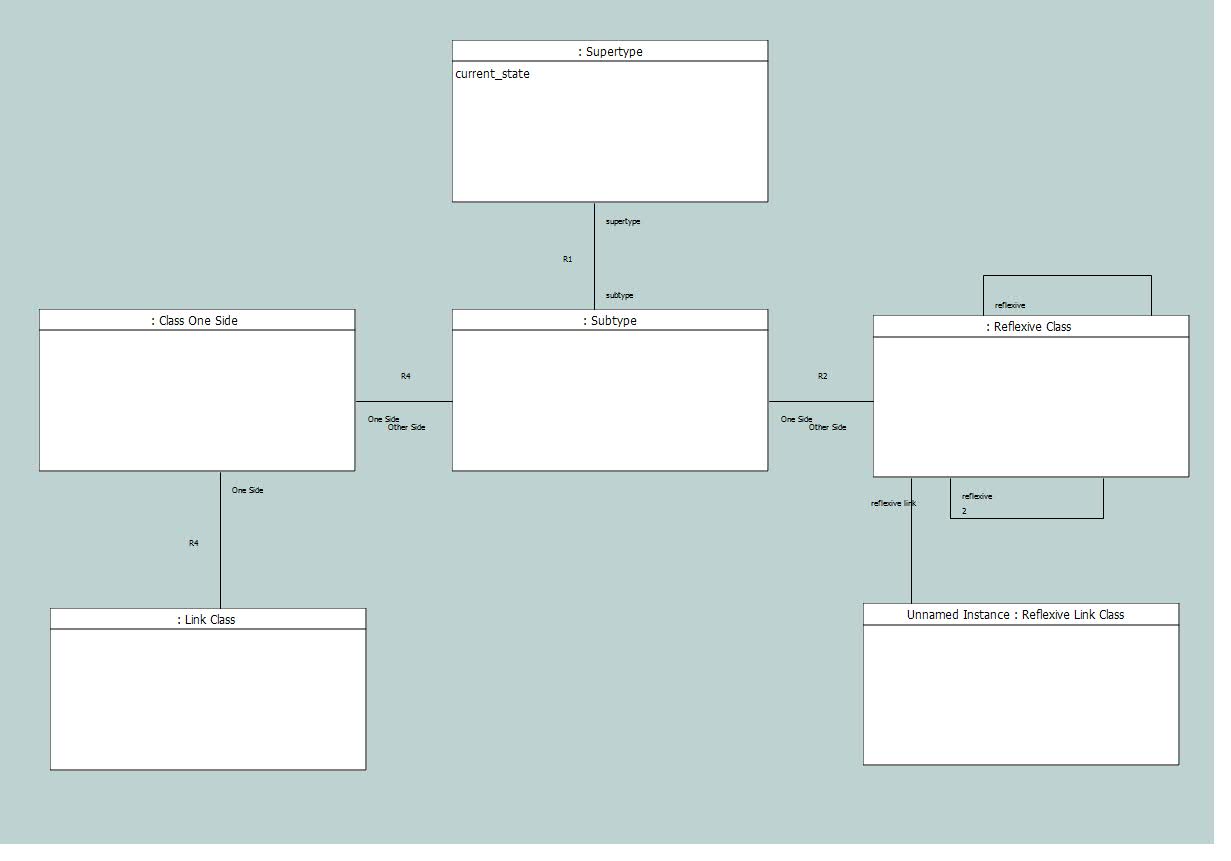 : Supertype
current_state
supertype
R1
subtype
: Class One Side
: Subtype
reflexive
: Reflexive Class
R4
R2
One Side
Other Side
One Side
Other Side
One Side
reflexive link
reflexive
2
R4
: Link Class
Unnamed Instance : Reflexive Link Class